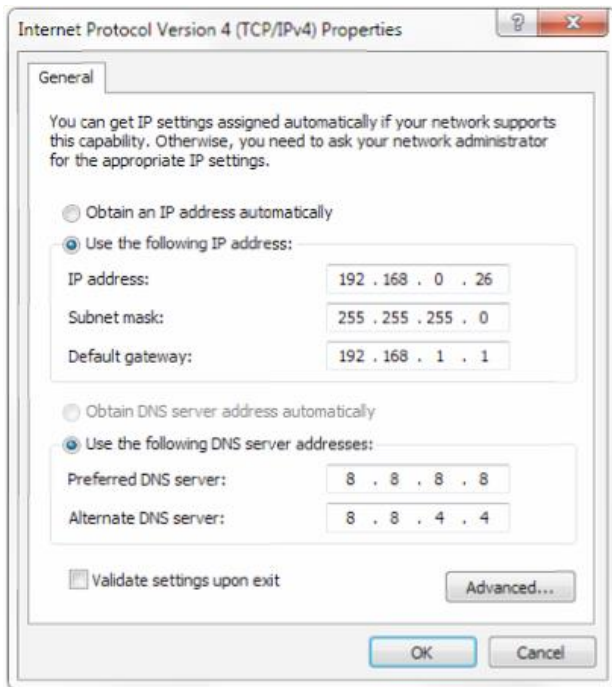 Internet Protocol Version 4 (TCP/IPv4) Properties
General
You can get IP settings assigned automatically if your network supports
this capability. Otherwise, you need to ask your network administrator
for the appropriate IP settings.
Obtain an IP address automatically
Use the following IP address:
IP address: 192 . 168 . 0 . 26
Subnet mask: 255 . 255 . 255 . 0
Default gateway: 192 . 168 . 1 . 1
Obtain DNS server address automatically
Use the following DNS server addresses:
Preferred DNS server: 8 . 8 . 8 . 8
Alternate DNS server: 8 . 8 . 4 . 4
Validate settings upon exit
Advanced...
OK Cancel